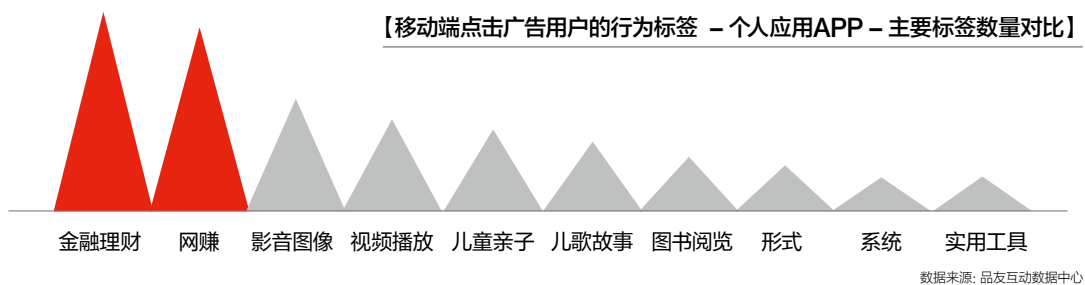 【移动端点击广告用户的行为标签 – 个人应用APP – 主要标签数量对比】
金融理财 网赚 影音图像 视频播放 儿童亲子 儿歌故事 图书阅览 形式 系统 实用工具
数据来源: 品友互动数据中心